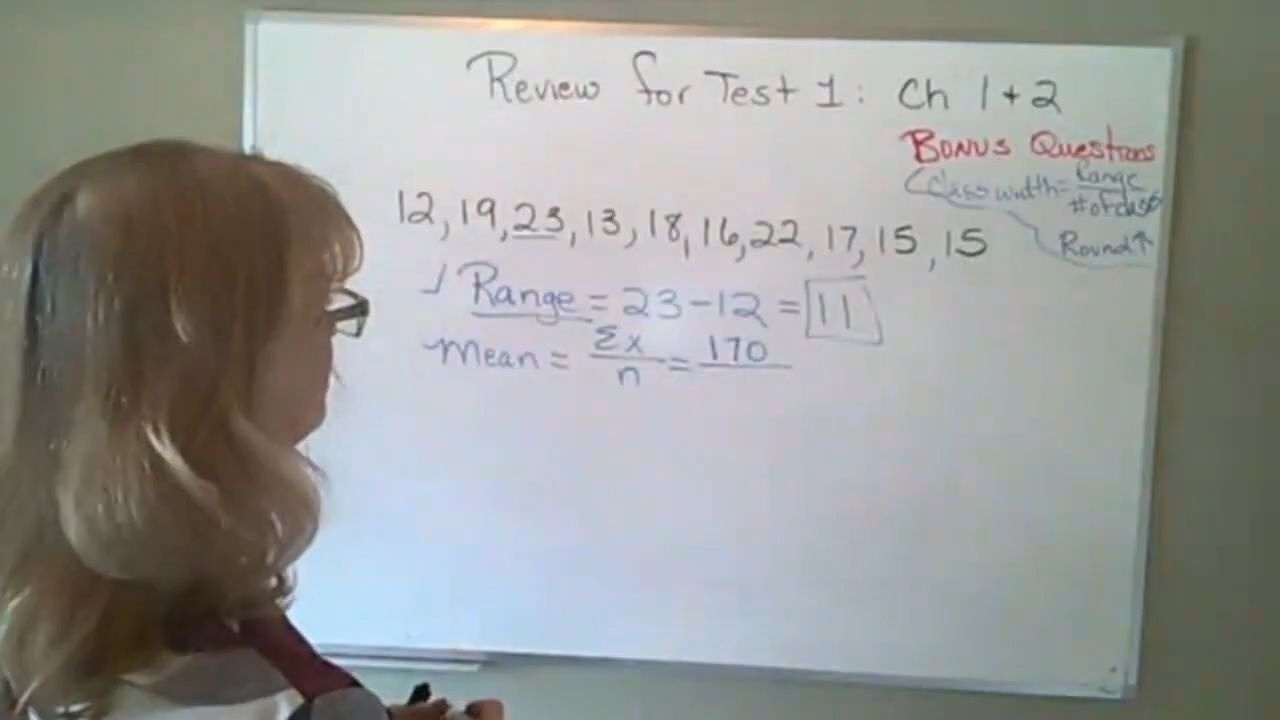 Review for Test 1: Ch 1 + 2
Bonus Questions
Class width = Range
# of class
Round↑
12, 19, 23, 13, 18, 16, 22, 17, 15, 15
✓ Range = 23 - 12 = 11
Mean = Σx / n = 170